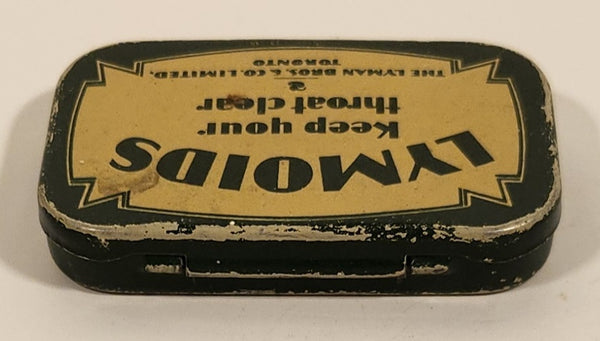 LYMOIDS
Keep your
throat clear
THE LYMAN BROS. & CO. LIMITED.
TORONTO